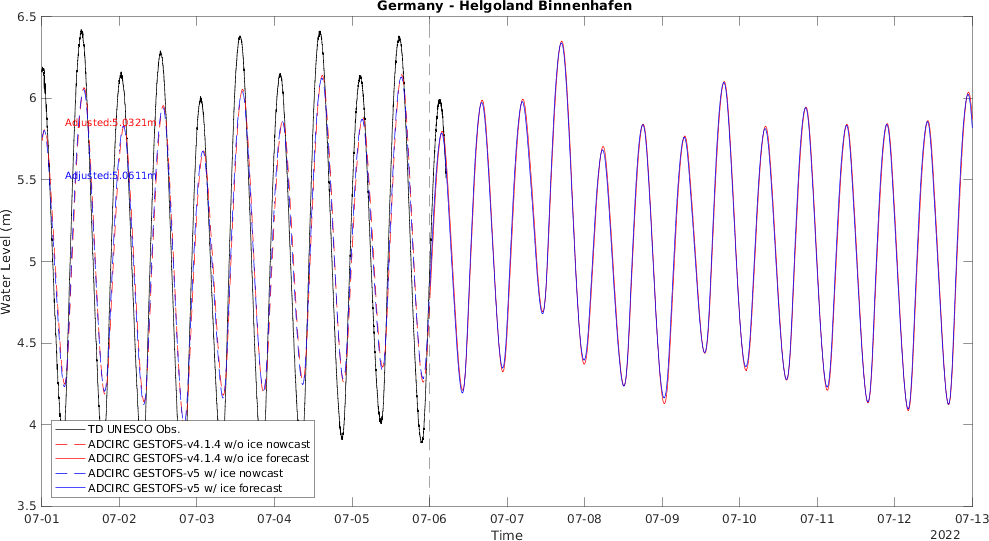 Germany - Helgoland Binnenhafen
6.5
6
5.5
5
4.5
4
3.5
Water Level (m)
Adjusted:5.0321m
Adjusted:5.0611m
TD UNESCO Obs.
ADCIRC GESTOFS-v4.1.4 w/o ice nowcast
ADCIRC GESTOFS-v4.1.4 w/o ice forecast
ADCIRC GESTOFS-v5 w/ ice nowcast
ADCIRC GESTOFS-v5 w/ ice forecast
07-01 07-02 07-03 07-04 07-05 07-06 07-07 07-08 07-09 07-10 07-11 07-12 07-13
Time
2022